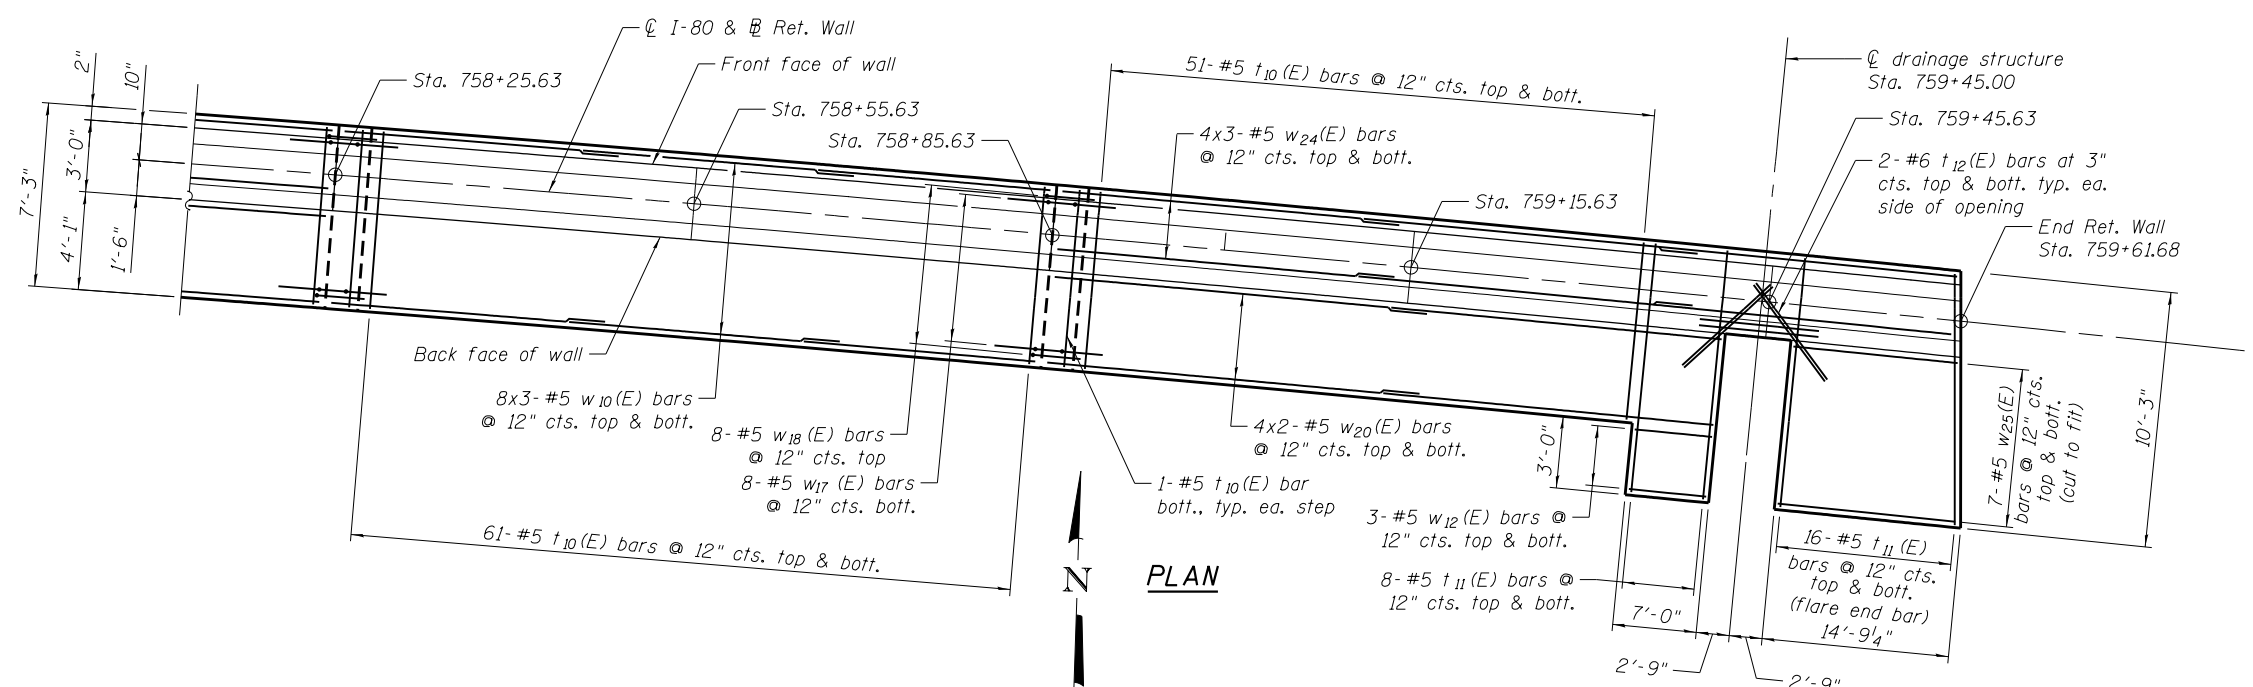 ℄ I-80 & ⅊ Ret. Wall
Front face of wall
Sta. 758+25.63
Sta. 758+55.63
Sta. 758+85.63
51-#5 t10(E) bars @ 12" cts. top & bott.
4x3-#5 w24(E) bars
@ 12" cts. top & bott.
Sta. 759+15.63
℄ drainage structure
Sta. 759+45.00
Sta. 759+45.63
2-#6 t12(E) bars at 3"
cts. top & bott. typ. ea.
side of opening
End Ret. Wall
Sta. 759+61.68
2"
10"
3'-0"
7'-3"
4'-1"
1'-6"
Back face of wall
8x3-#5 w10(E) bars
@ 12" cts. top & bott.
8-#5 w18(E) bars
@ 12" cts. top
8-#5 w17(E) bars
@ 12" cts. bott.
61-#5 t10(E) bars @ 12" cts. top & bott.
4x2-#5 w20(E) bars
@ 12" cts. top & bott.
1-#5 t10(E) bar
bott., typ. ea. step
3'-0"
3-#5 w12(E) bars @
12" cts. top & bott.
8-#5 t11(E) bars @
12" cts. top & bott.
7-#5 w25(E)
bars @ 12" cts.
top & bott.
(cut to fit)
10'-3"
16-#5 t11(E)
bars @ 12" cts.
top & bott.
(flare end bar)
14'-9¼"
7'-0"
2'-9"
2'-9"
N
PLAN